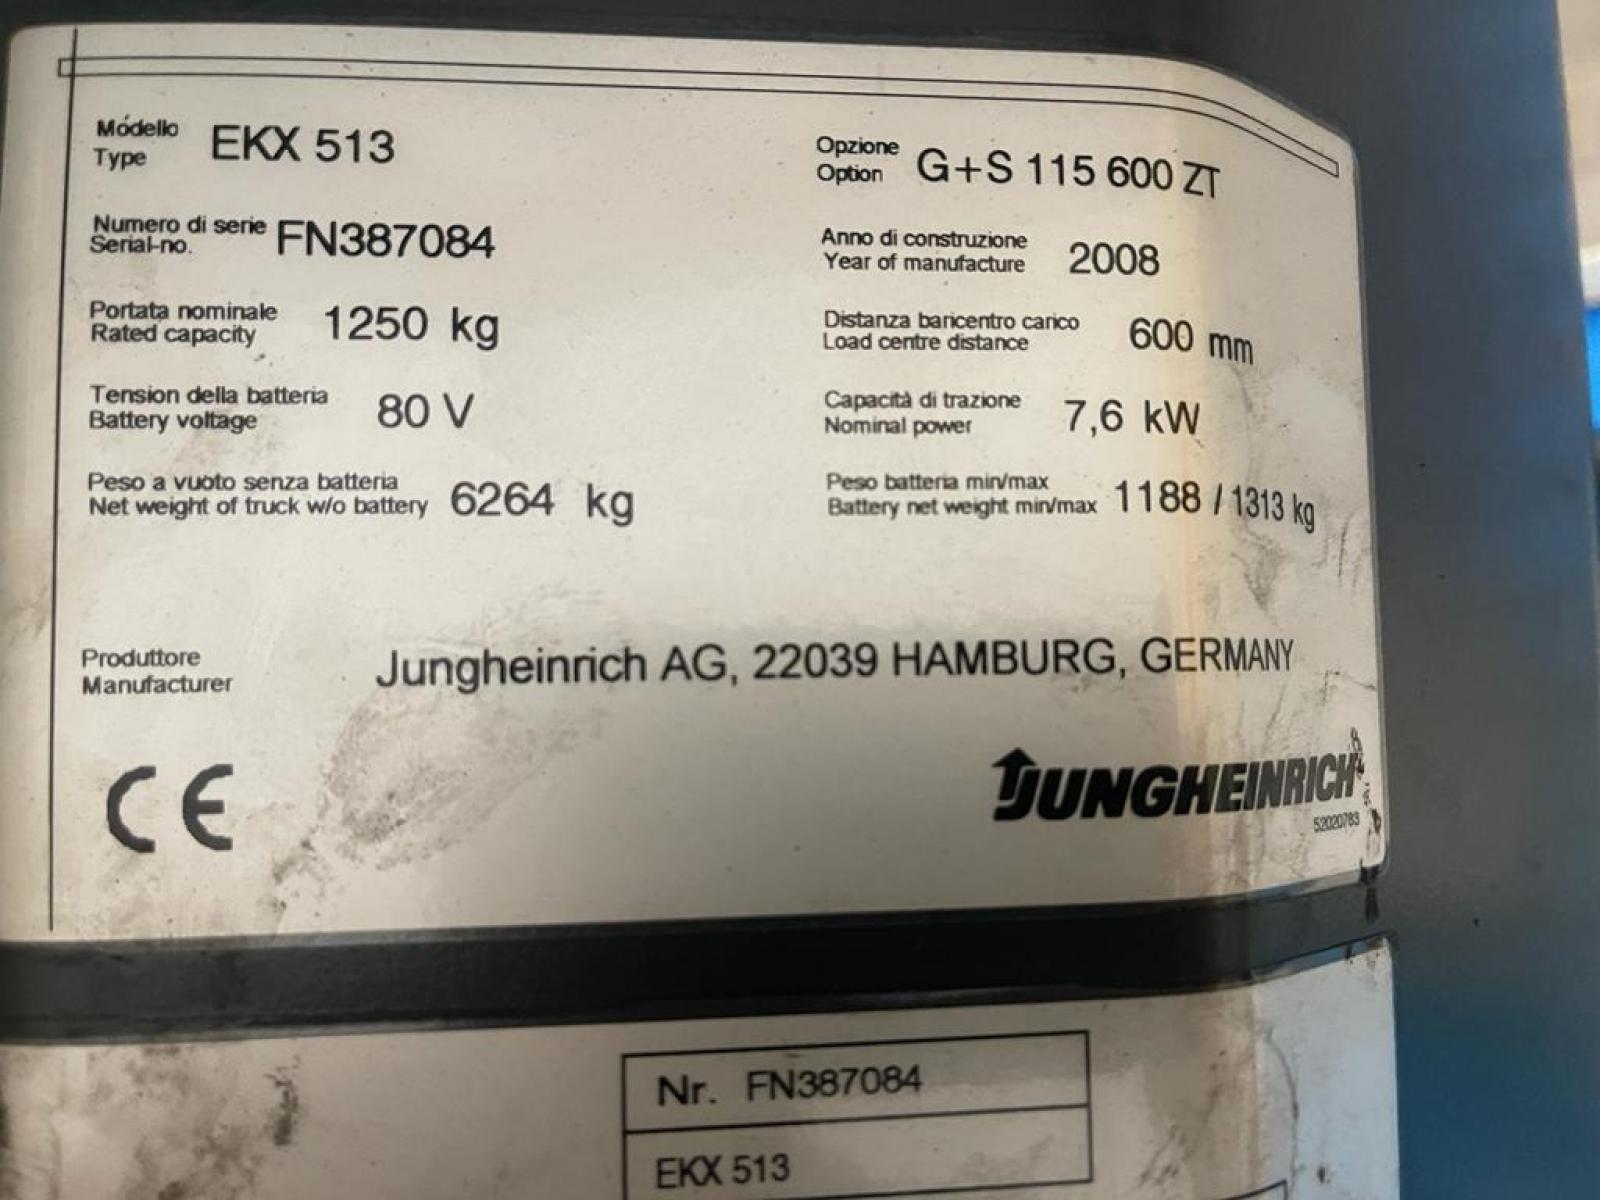 Modello
Type EKX 513
Opzione
Option G+S 115 600 ZT
Numero di serie
Serial-no. FN387084
Anno di construzione
Year of manufacture 2008
Portata nominale
Rated capacity 1250 kg
Distanza baricentro carico
Load centre distance 600 mm
Tension della batteria
Battery voltage 80 V
Capacità di trazione
Nominal power 7,6 kW
Peso a vuoto senza batteria
Net weight of truck w/o battery 6264 kg
Peso batteria min/max
Battery net weight min/max 1188 / 1313 kg
Produttore
Manufacturer Jungheinrich AG, 22039 HAMBURG, GERMANY
CE
JUNGHEINRICH
52020763
Nr. FN387084
EKX 513